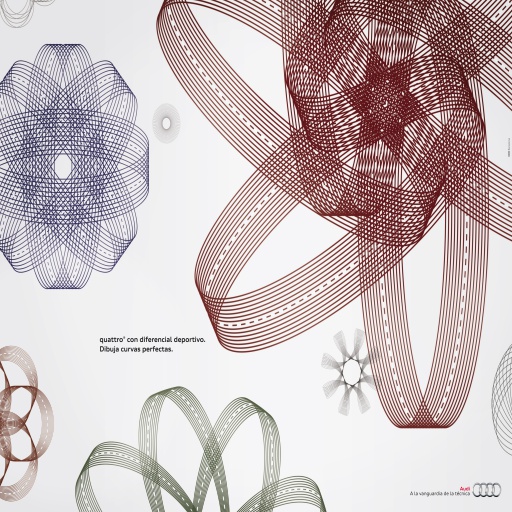 quattro® con diferencial deportivo.
Dibuja curvas perfectas.
Audi
A la vanguardia de la técnica